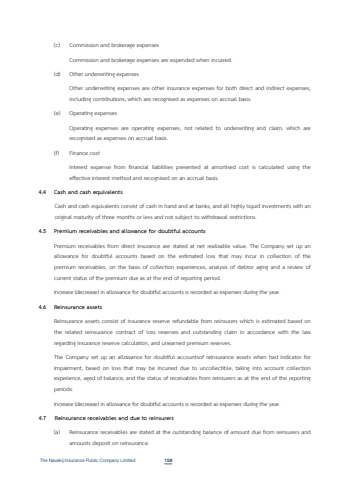 (c) Commission and brokerage expenses
Commission and brokerage expenses are expended when incurred.
(d) Other underwriting expenses
Other underwriting expenses are other insurance expenses for both direct and indirect expenses,
including contributions, which are recognised as expenses on accrual basis.
(e) Operating expenses
Operating expenses are operating expenses, not related to underwriting and claim, which are
recognised as expenses on accrual basis.
(f) Finance cost
Interest expense from financial liabilities presented at amortised cost is calculated using the
effective interest method and recognised on an accrual basis.
4.4 Cash and cash equivalents
Cash and cash equivalents consist of cash in hand and at banks, and all highly liquid investments with an
original maturity of three months or less and not subject to withdrawal restrictions.
4.5 Premium receivables and allowance for doubtful accounts
Premium receivables from direct insurance are stated at net realisable value. The Company set up an
allowance for doubtful accounts based on the estimated loss that may incur in collection of the
premium receivables, on the basis of collection experiences, analysis of debtor aging and a review of
current status of the premium due as at the end of reporting period.
Increase (decrease) in allowance for doubtful accounts is recorded as expenses during the year.
4.6 Reinsurance assets
Reinsurance assets consist of insurance reserve refundable from reinsurers which is estimated based on
the related reinsurance contract of loss reserves and outstanding claim in accordance with the law
regarding insurance reserve calculation, and unearned premium reserves.
The Company set up an allowance for doubtful accountsof reinsurance assets when had indicator for
impairment, based on loss that may be incurred due to uncollectible, taking into account collection
experience, aged of balance, and the status of receivables from reinsurers as at the end of the reporting
periods.
Increase (decrease) in allowance for doubtful accounts is recorded as expenses during the year.
4.7 Reinsurance receivables and due to reinsurers
(a) Reinsurance receivables are stated at the outstanding balance of amount due from reinsurers and
amounts deposit on reinsurance.
The Navakij Insurance Public Company Limited 158